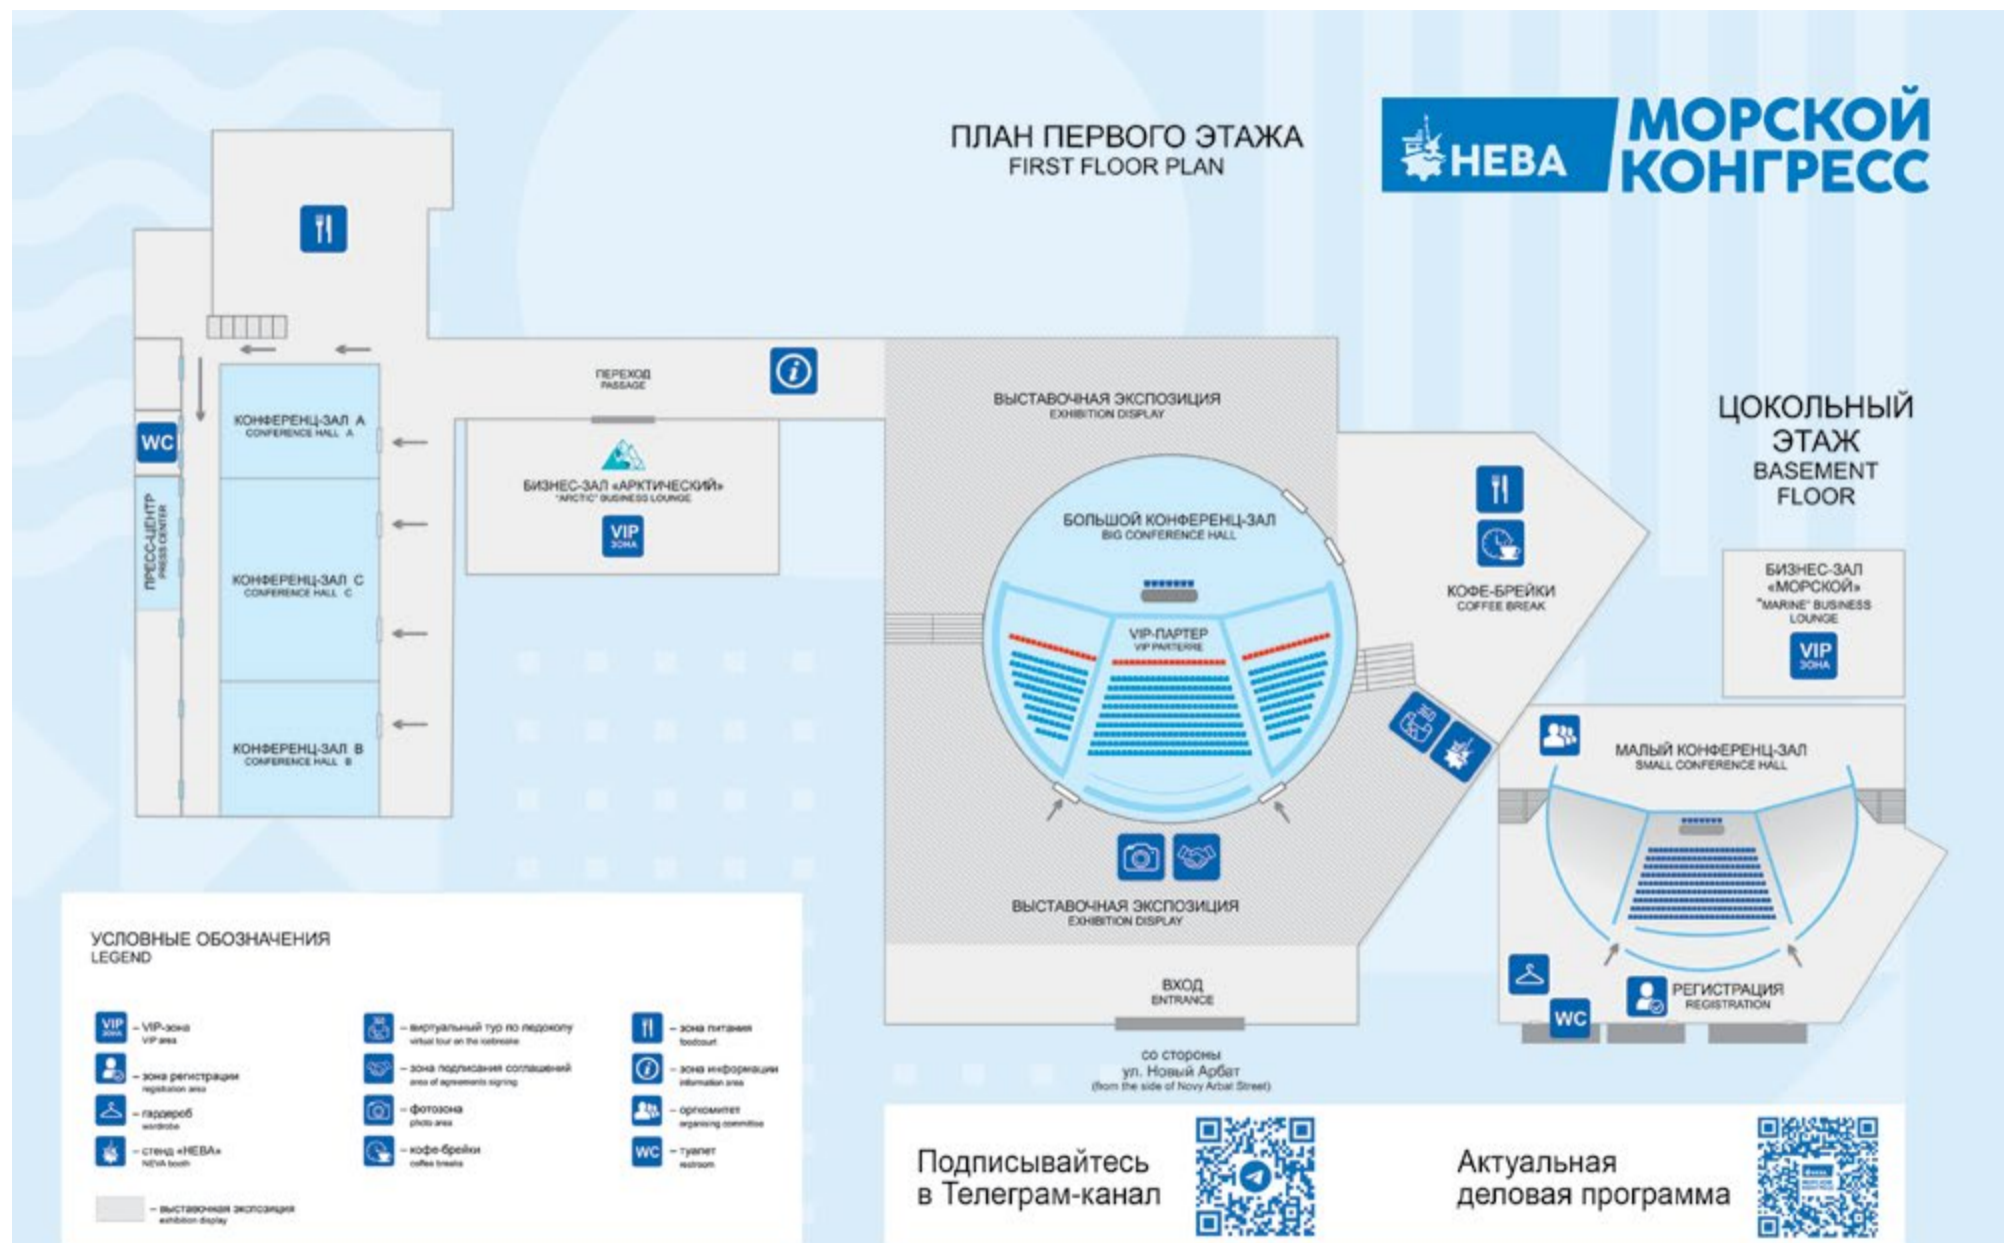 ПЛАН ПЕРВОГО ЭТАЖА
FIRST FLOOR PLAN
НЕВА
МОРСКОЙ
КОНГРЕСС
ПЕРЕХОД
PASSAGE
ВЫСТАВОЧНАЯ ЭКСПОЗИЦИЯ
EXHIBITION DISPLAY
КОНФЕРЕНЦ-ЗАЛ А
CONFERENCE HALL A
WC
ПРЕСС-ЦЕНТР
PRESS CENTER
КОНФЕРЕНЦ-ЗАЛ С
CONFERENCE HALL C
КОНФЕРЕНЦ-ЗАЛ В
CONFERENCE HALL B
БИЗНЕС-ЗАЛ «АРКТИЧЕСКИЙ»
"ARCTIC" BUSINESS LOUNGE
VIP
ЗОНА
БОЛЬШОЙ КОНФЕРЕНЦ-ЗАЛ
BIG CONFERENCE HALL
VIP-ПАРТЕР
VIP PARTERRE
КОФЕ-БРЕЙКИ
COFFEE BREAK
360
ВЫСТАВОЧНАЯ ЭКСПОЗИЦИЯ
EXHIBITION DISPLAY
ВХОД
ENTRANCE
со стороны
ул. Новый Арбат
(from the side of Novy Arbat Street)
ЦОКОЛЬНЫЙ
ЭТАЖ
BASEMENT
FLOOR
БИЗНЕС-ЗАЛ
«МОРСКОЙ»
"MARINE" BUSINESS
LOUNGE
VIP
ЗОНА
МАЛЫЙ КОНФЕРЕНЦ-ЗАЛ
SMALL CONFERENCE HALL
РЕГИСТРАЦИЯ
REGISTRATION
WC
УСЛОВНЫЕ ОБОЗНАЧЕНИЯ
LEGEND
VIP
ЗОНА
– VIP-зона
VIP area
– зона регистрации
registration area
– гардероб
wardrobe
– стенд «НЕВА»
NEVA booth
– выставочная экспозиция
exhibition display
360
– виртуальный тур по ледоколу
virtual tour on the icebreake
– зона подписания соглашений
area of agreements signing
– фотозона
photo area
– кофе-брейки
coffee breaks
– зона питания
foodcourt
– зона информации
information area
– оргкомитет
organising committee
WC
– туалет
restroom
Подписывайтесь
в Телеграм-канал
Актуальная
деловая программа